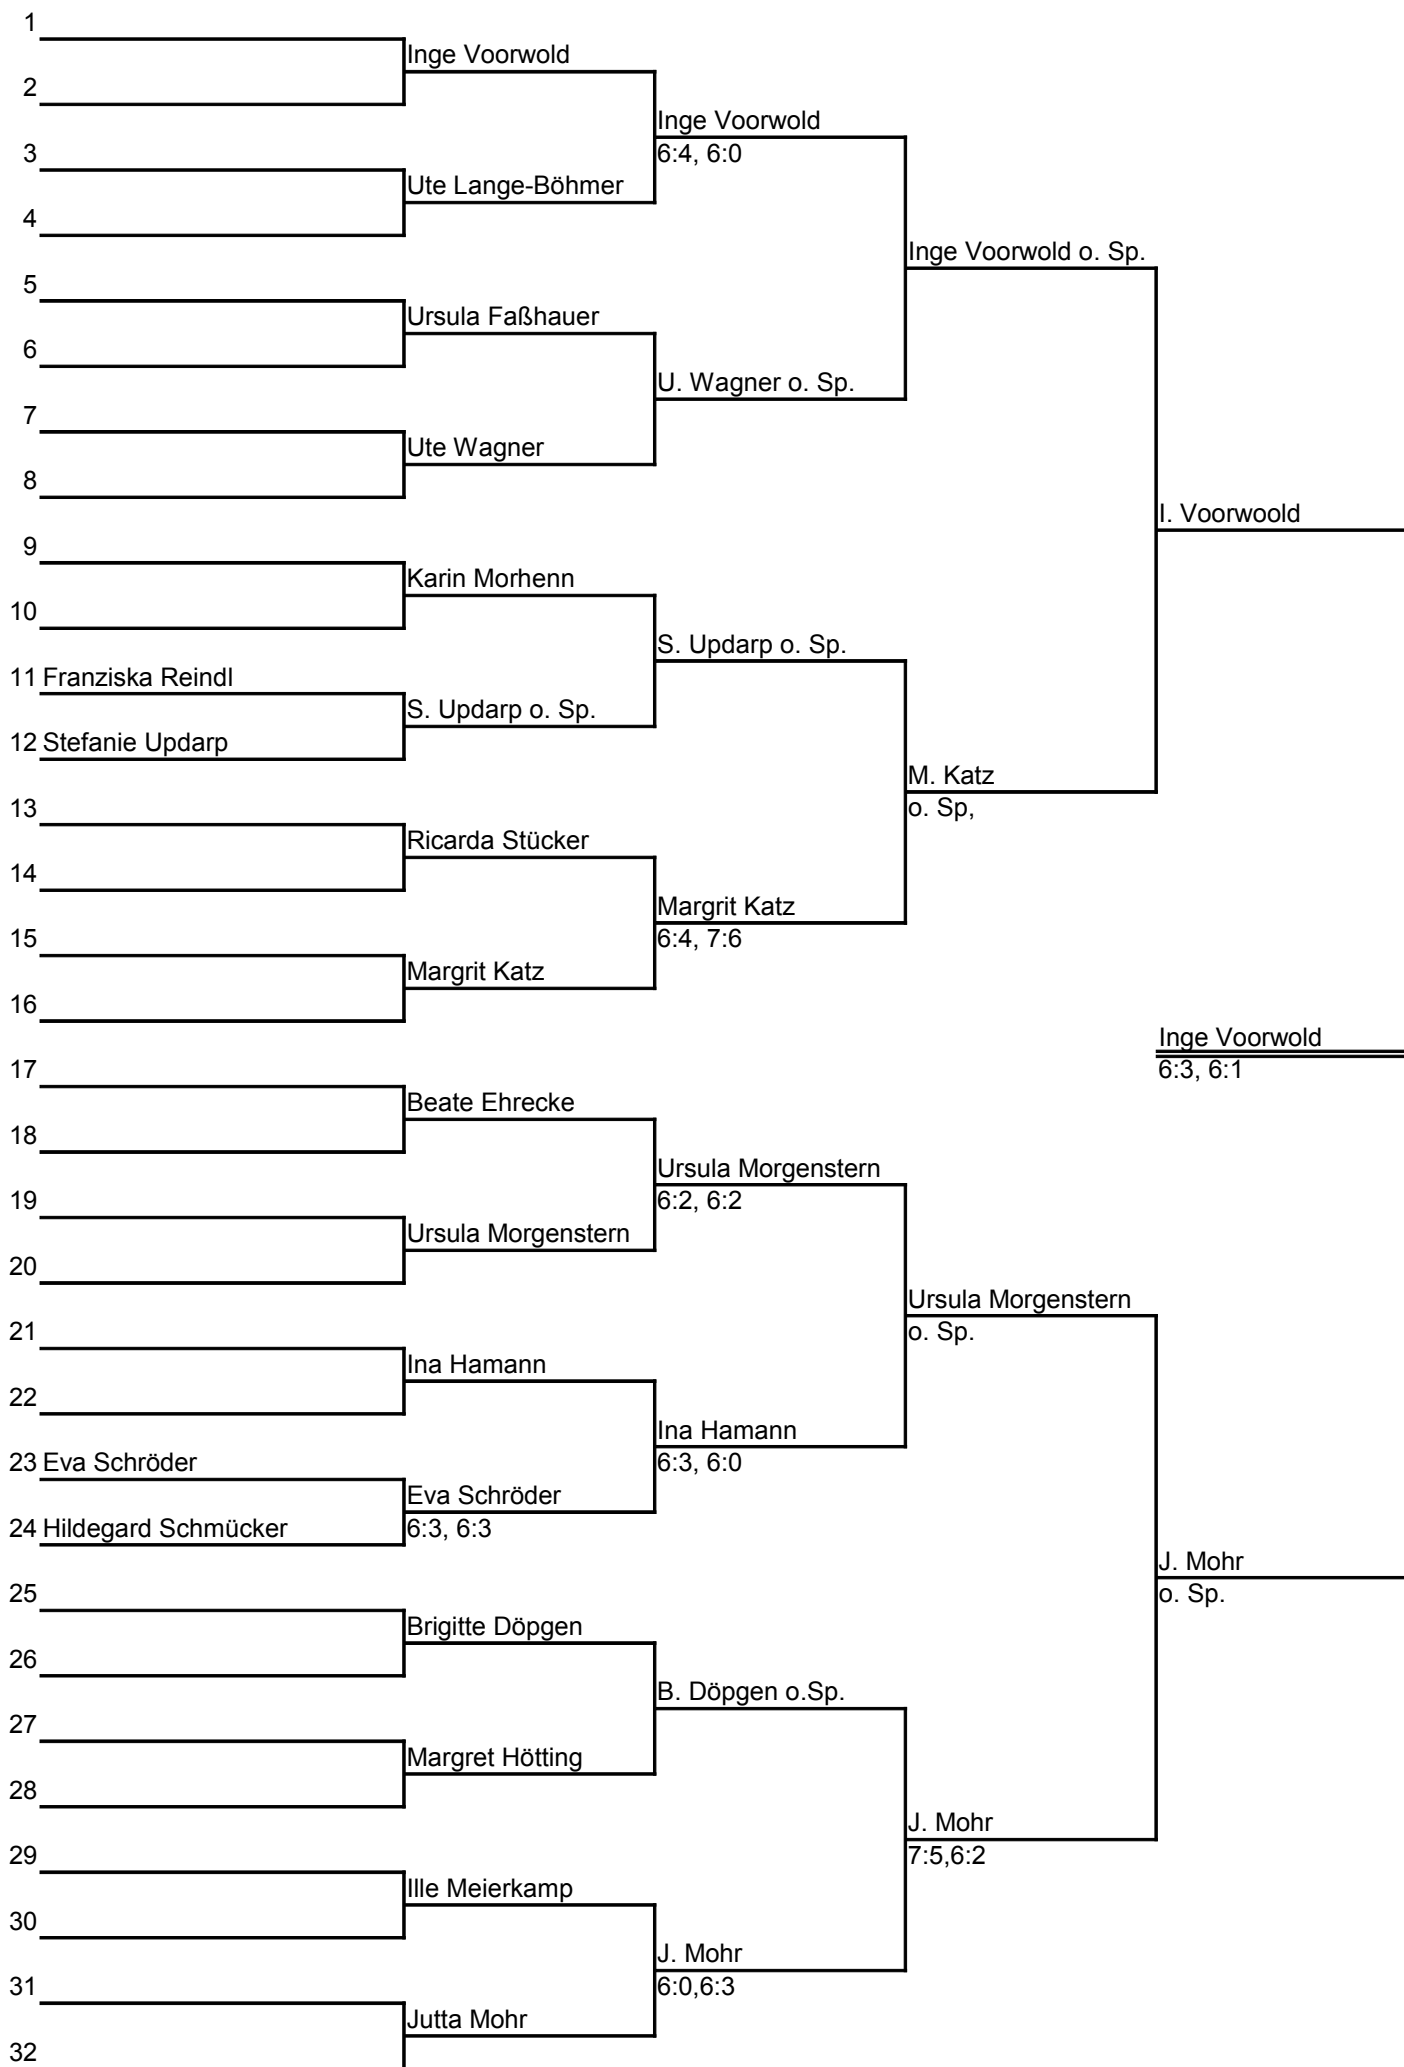 1
Inge Voorwold
2
Inge Voorwold
3
6:4, 6:0
Ute Lange-Böhmer
4
Inge Voorwold o. Sp.
5
Ursula Faßhauer
6
U. Wagner o. Sp.
7
Ute Wagner
8
I. Voorwoold
9
Karin Morhenn
10
S. Updarp o. Sp.
11 Franziska Reindl
S. Updarp o. Sp.
12 Stefanie Updarp
M. Katz
13
o. Sp,
Ricarda Stücker
14
Margrit Katz
15
6:4, 7:6
Margrit Katz
16
Inge Voorwold
17
6:3, 6:1
Beate Ehrecke
18
Ursula Morgenstern
19
6:2, 6:2
Ursula Morgenstern
20
Ursula Morgenstern
21
o. Sp.
Ina Hamann
22
Ina Hamann
23 Eva Schröder
6:3, 6:0
Eva Schröder
24 Hildegard Schmücker
6:3, 6:3
J. Mohr
25
o. Sp.
Brigitte Döpgen
26
B. Döpgen o.Sp.
27
Margret Hötting
28
J. Mohr
29
7:5,6:2
Ille Meierkamp
30
J. Mohr
31
6:0,6:3
Jutta Mohr
32